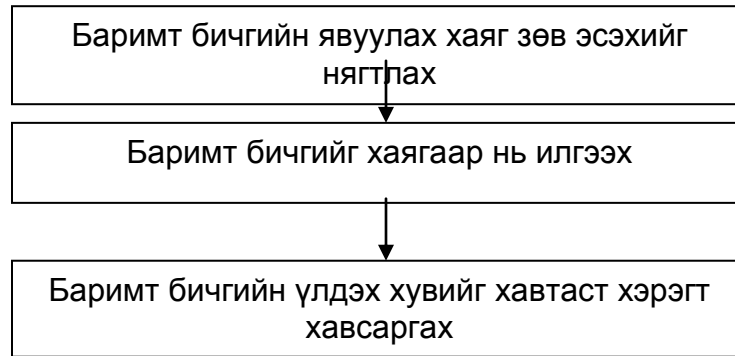 Баримт бичгийн явуулах хаяг зөв эсэхийг
нягтлах
Баримт бичгийг хаягаар нь илгээх
Баримт бичгийн үлдэх хувийг хавтаст хэрэгт
хавсаргах